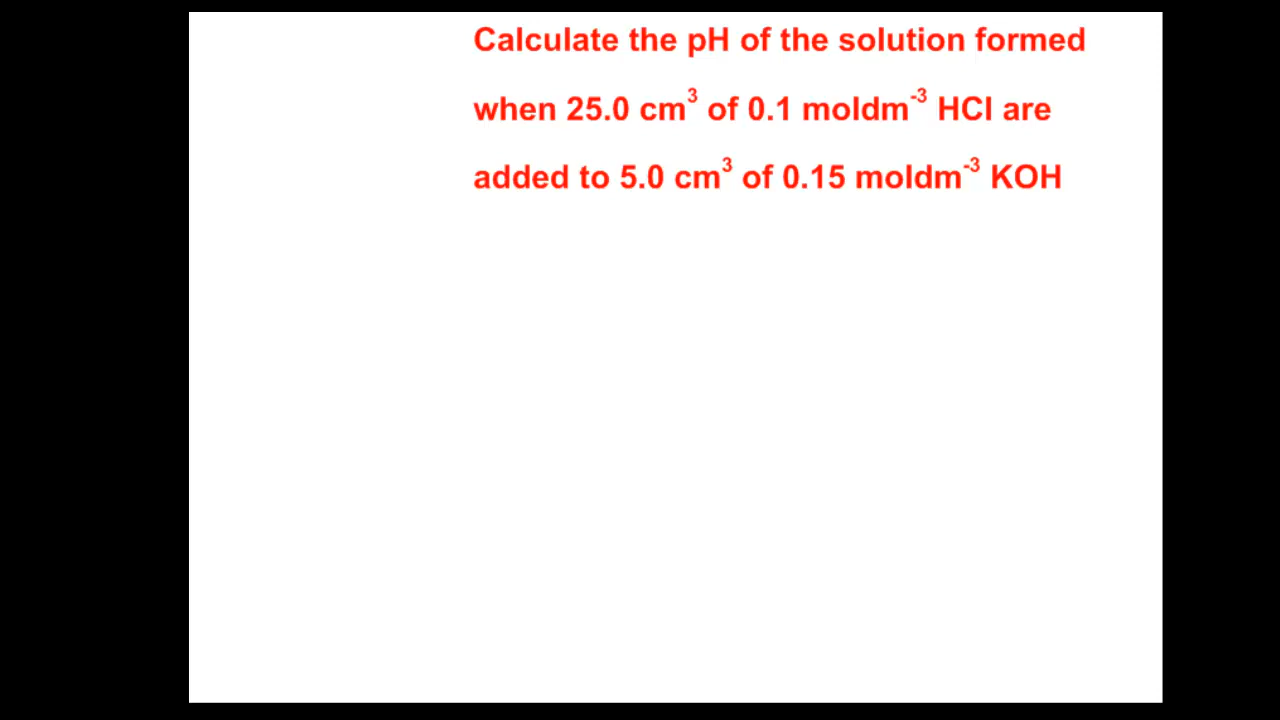 Calculate the pH of the solution formed
when 25.0 cm³ of 0.1 moldm⁻³ HCl are
added to 5.0 cm³ of 0.15 moldm⁻³ KOH